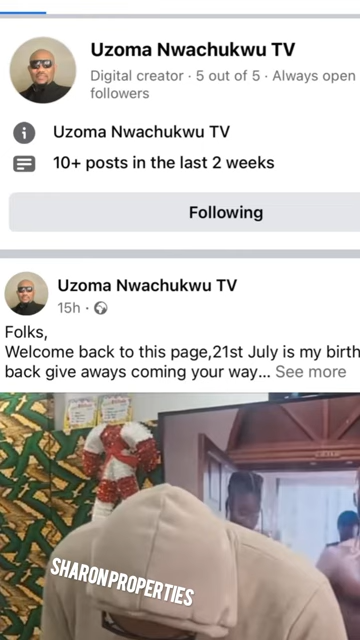 Uzoma Nwachukwu TV
Digital creator · 5 out of 5 · Always open
followers
Uzoma Nwachukwu TV
10+ posts in the last 2 weeks
Following
Uzoma Nwachukwu TV
15h ·
Folks,
Welcome back to this page,21st July is my birth
back give aways coming your way... See more
SHARONPROPERTIES